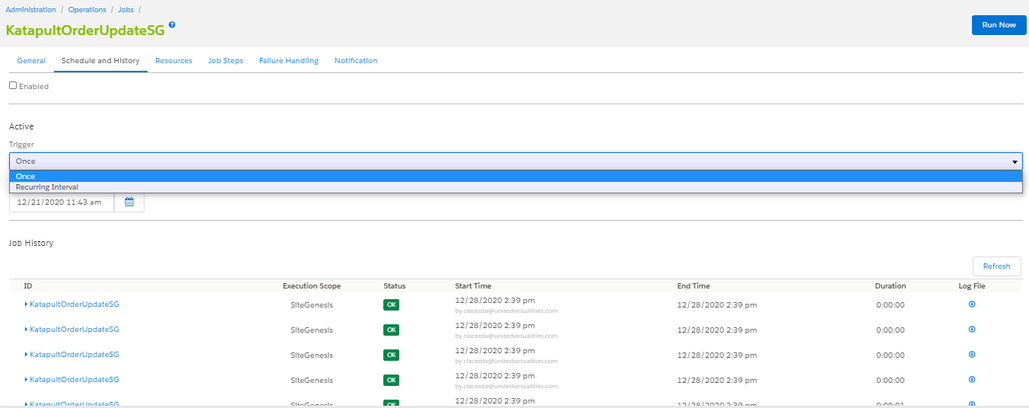 Administration / Operations / Jobs /
KatapultOrderUpdateSG ?
Run Now
General Schedule and History Resources Job Steps Failure Handling Notification
Enabled
Active
Trigger
Once
Once
Recurring Interval
12/21/2020 11:43 am
Job History
Refresh
ID Execution Scope Status Start Time End Time Duration Log File
KatapultOrderUpdateSG SiteGenesis OK 12/28/2020 2:39 pm 12/28/2020 2:39 pm 0:00:00
by clacerda@unitedvirtualities.com
KatapultOrderUpdateSG SiteGenesis OK 12/28/2020 2:39 pm 12/28/2020 2:39 pm 0:00:00
by clacerda@unitedvirtualities.com
KatapultOrderUpdateSG SiteGenesis OK 12/28/2020 2:39 pm 12/28/2020 2:39 pm 0:00:00
by clacerda@unitedvirtualities.com
KatapultOrderUpdateSG SiteGenesis OK 12/28/2020 2:39 pm 12/28/2020 2:39 pm 0:00:00
by clacerda@unitedvirtualities.com
KatapultOrderUpdateSG SiteGenesis OK 12/28/2020 2:39 pm 12/28/2020 2:39 pm 0:00:01